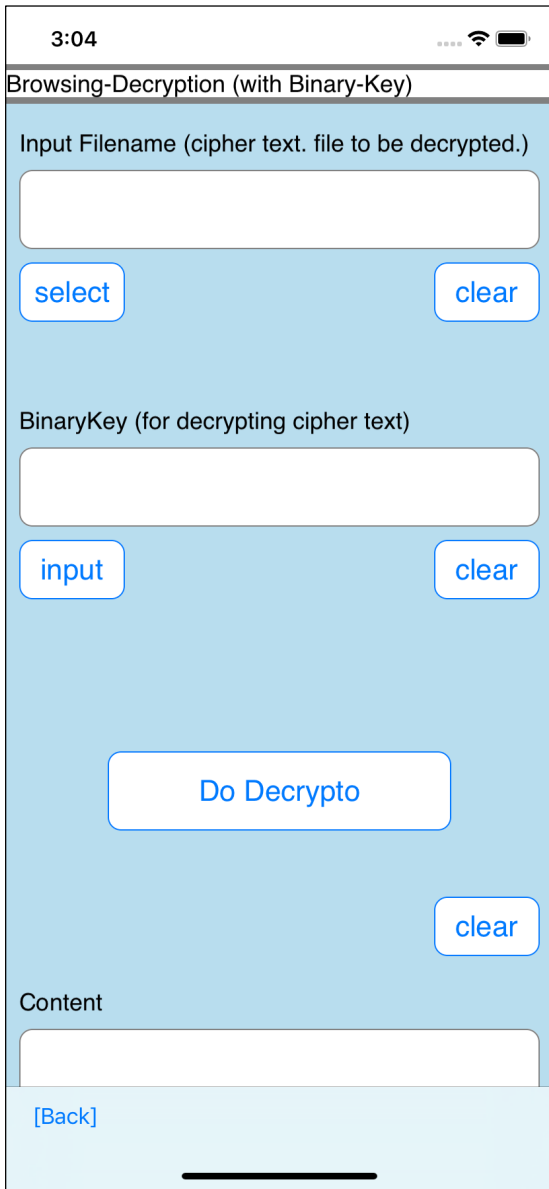 3:04
Browsing-Decryption (with Binary-Key)
Input Filename (cipher text. file to be decrypted.)
select clear
BinaryKey (for decrypting cipher text)
input clear
Do Decrypto
clear
Content
[Back]